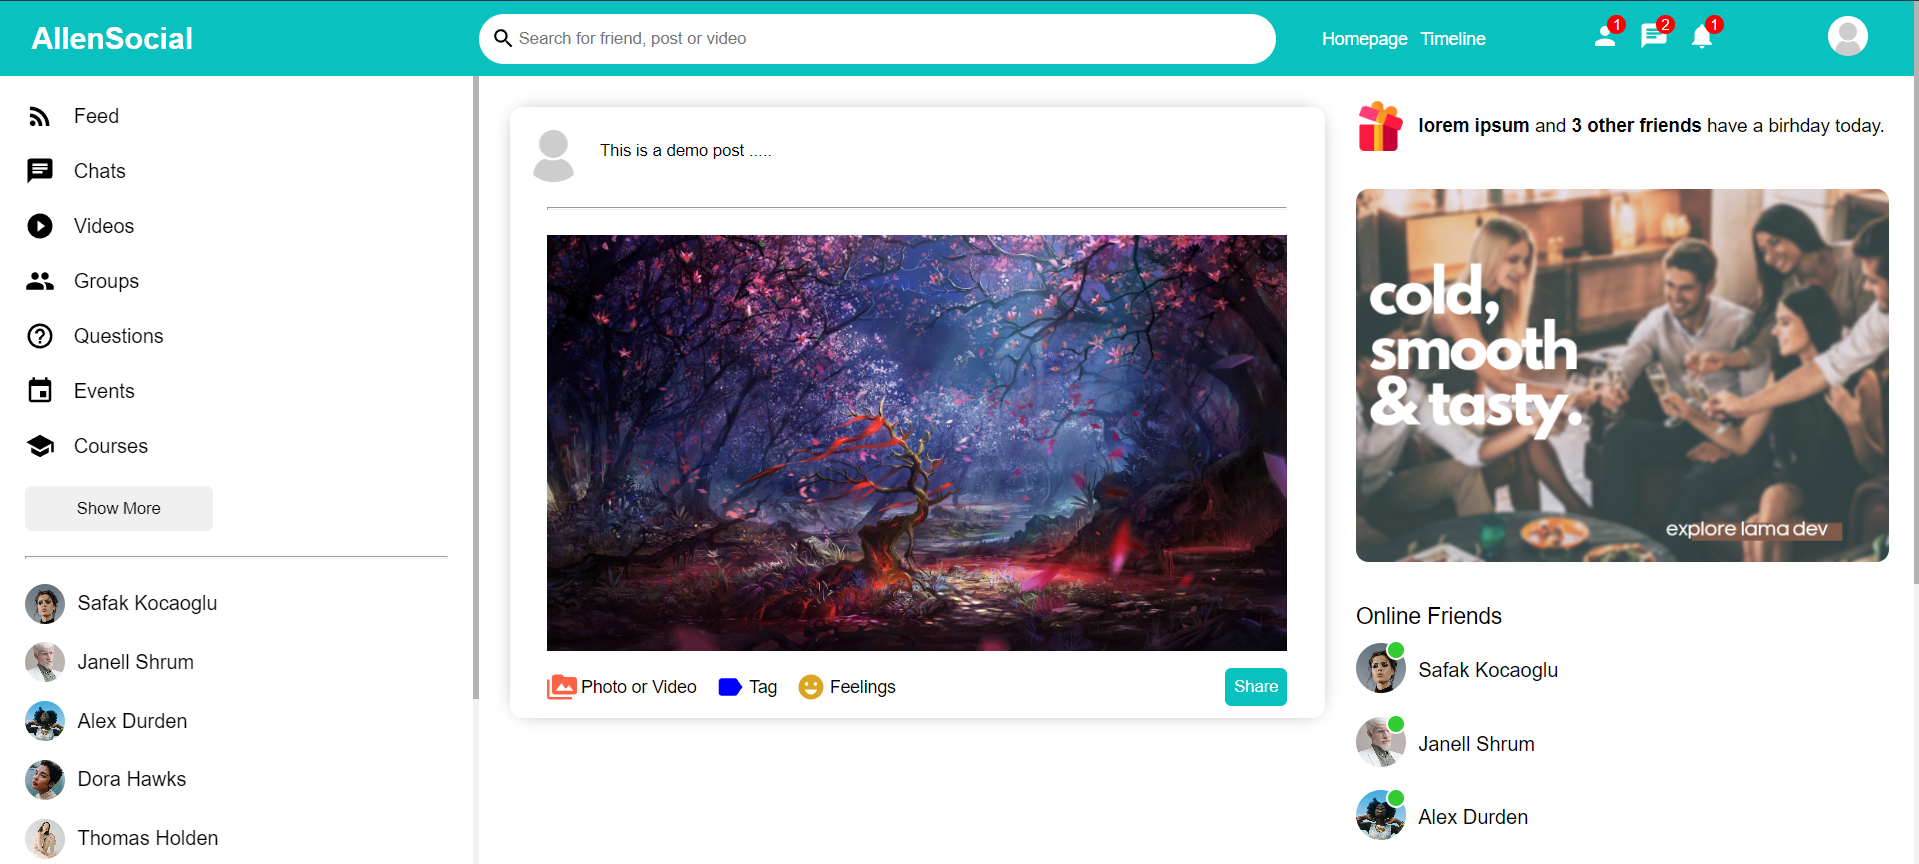 AllenSocial
Search for friend, post or video
Homepage Timeline
1
2
1
Feed
Chats
Videos
Groups
Questions
Events
Courses
Show More
Safak Kocaoglu
Janell Shrum
Alex Durden
Dora Hawks
Thomas Holden
This is a demo post .....
Photo or Video
Tag
Feelings
Share
lorem ipsum and 3 other friends have a birhday today.
cold,
smooth
& tasty.
explore lama dev
Online Friends
Safak Kocaoglu
Janell Shrum
Alex Durden